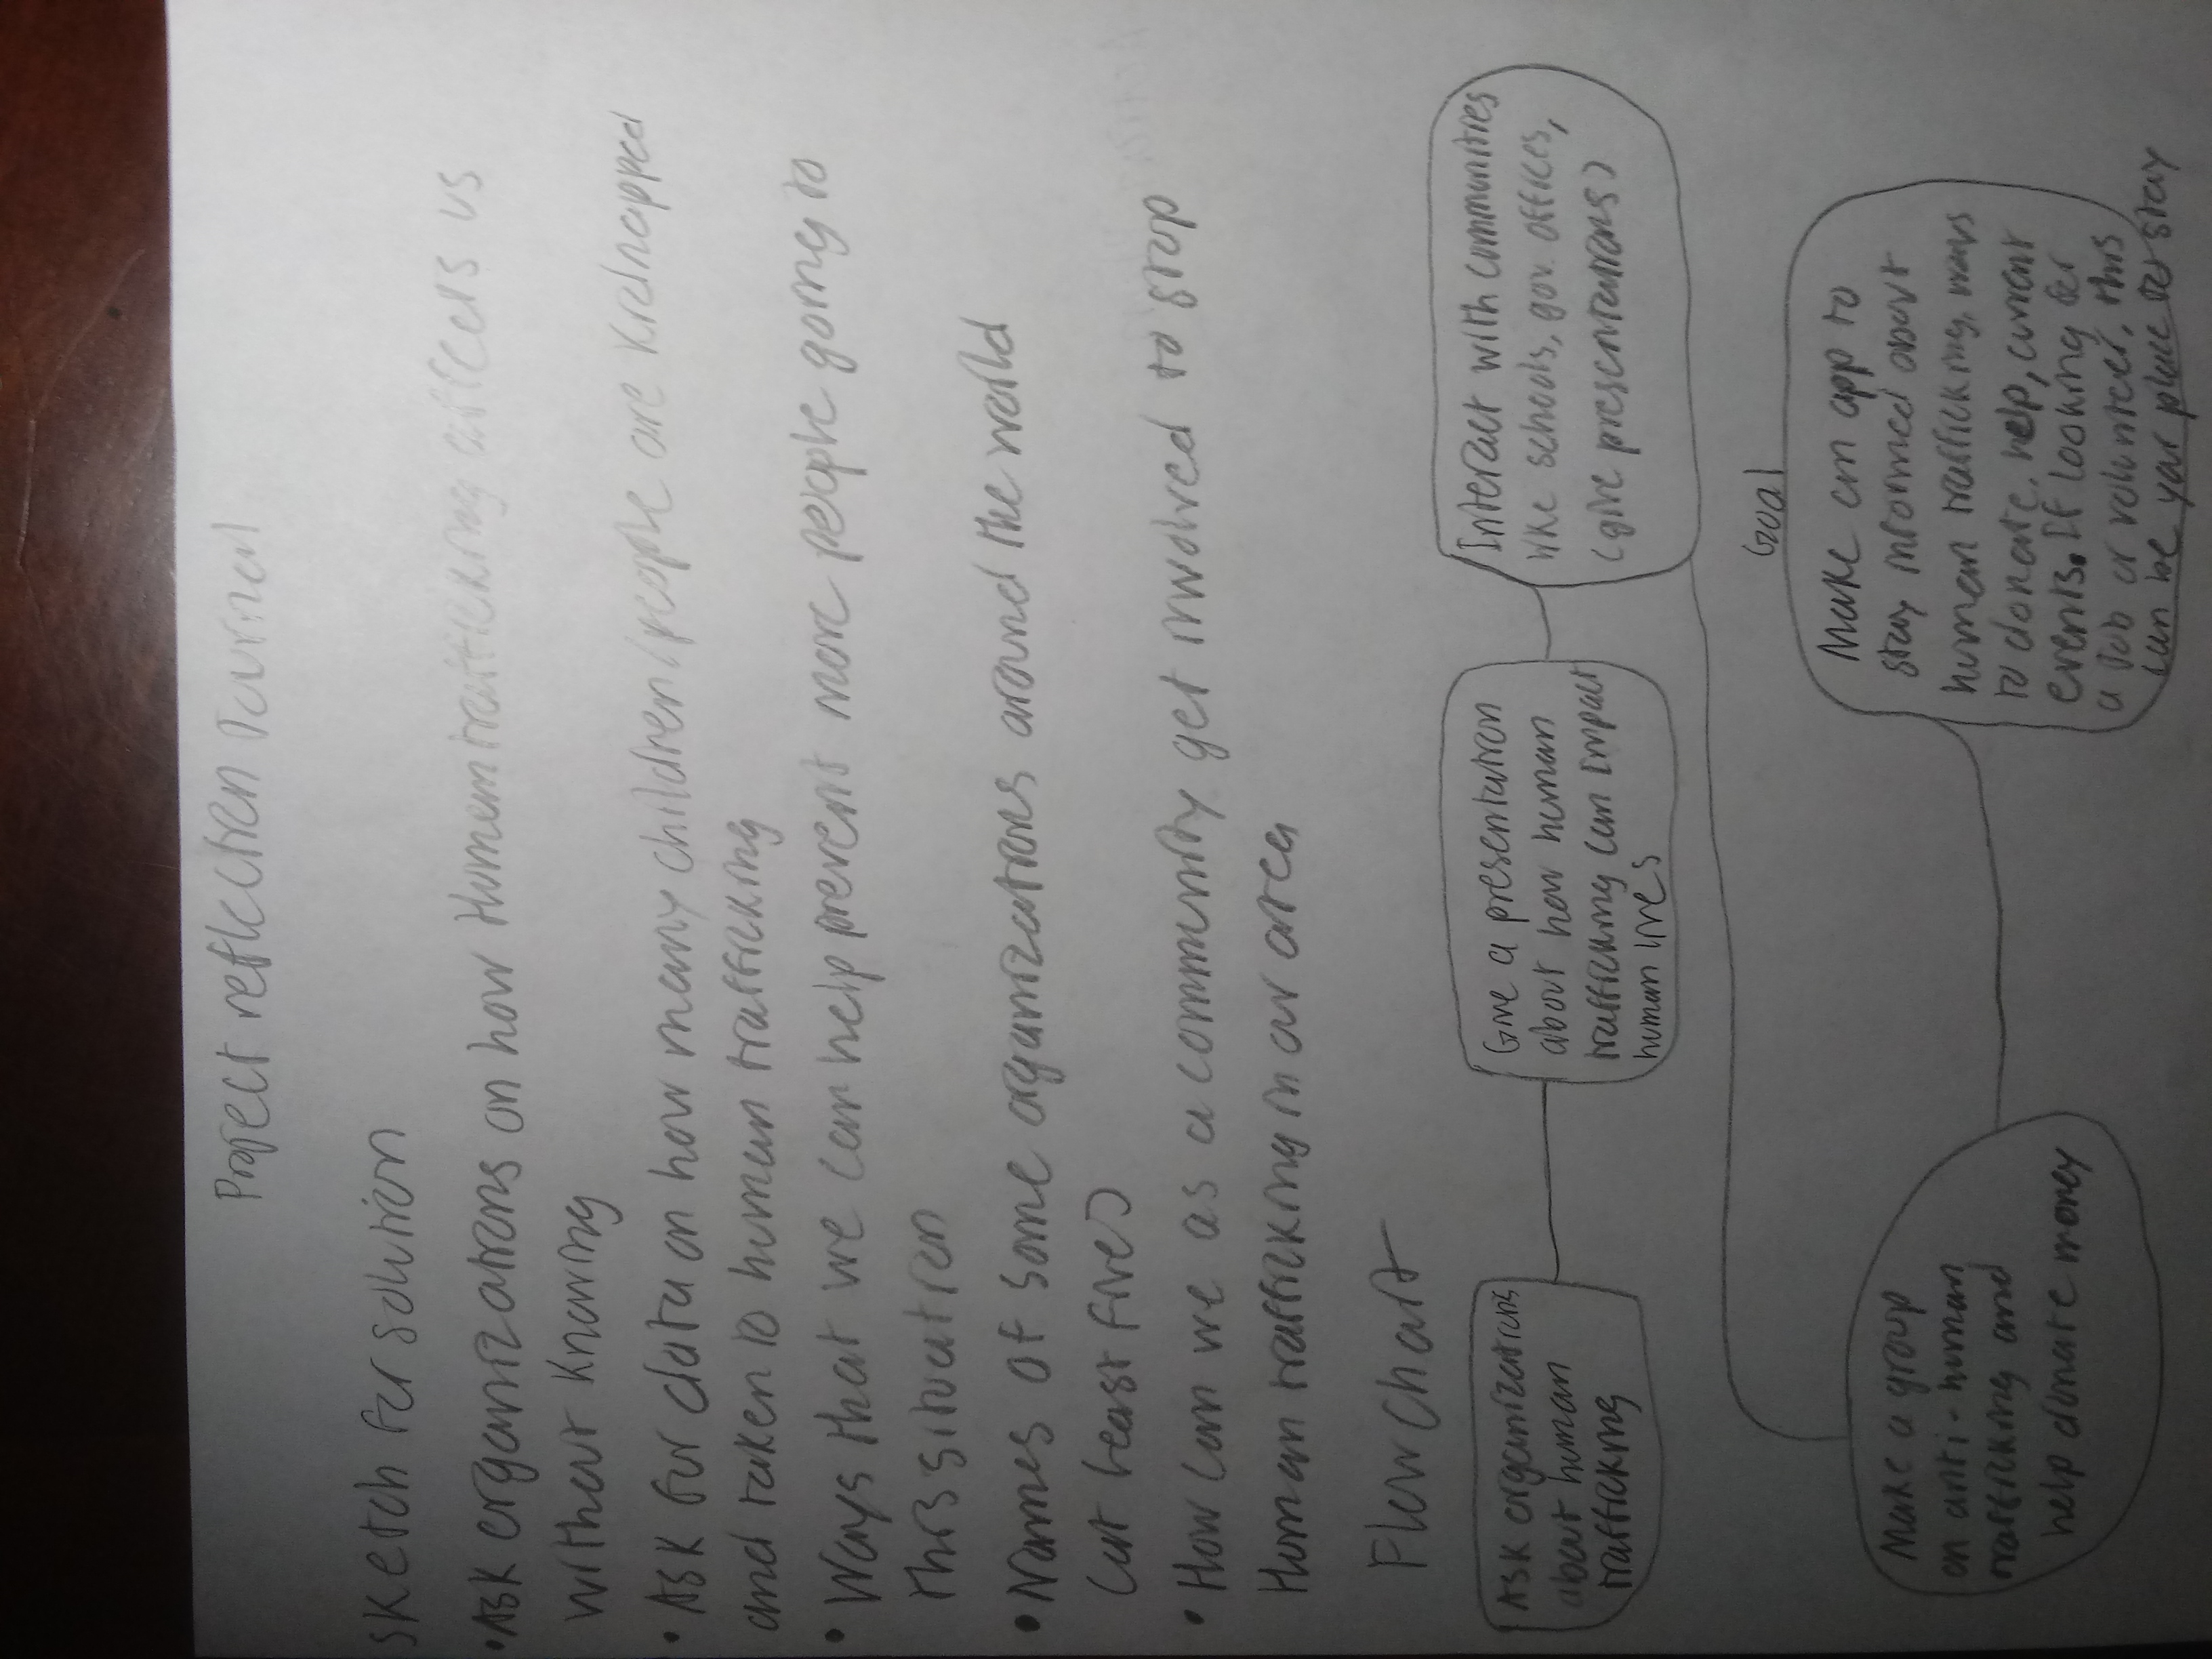 Project reflection Journal
Sketch for solution
• Ask organizations on how Human trafficking affects us
without knowing
• Ask for data on how many children/people are kidnapped
and taken to human trafficking
• Ways that we can help prevent more people going to
this situation
• Names of some organizations around the world
(at least five)
• How can we as a community get involved to stop
Human trafficking in our area
Flow Chart
Ask organizations
about human
trafficking
Give a presentation
about how human
trafficking can impact
human lives
Interact with communities
like schools, gov. offices,
(give presentations)
Make a group
on anti-human
trafficking and
help donate money
Goal
Make an app to
stay informed about
human trafficking, ways
to donate, help, current
events. If looking for
a Job or volunteer, this
can be your place to stay